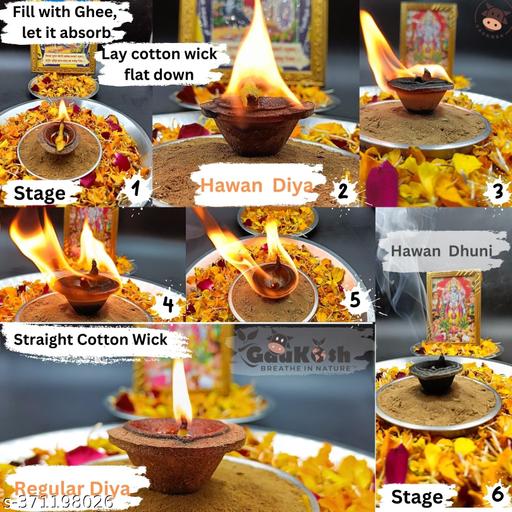 Fill with Ghee,
let it absorb
Lay cotton wick
flat down
Stage
1
Hawan Diya
2
3
4
5
Hawan Dhuni
Straight Cotton Wick
GauKosh
BREATHE IN NATURE
Regular Diya
s-371198026
Stage
6